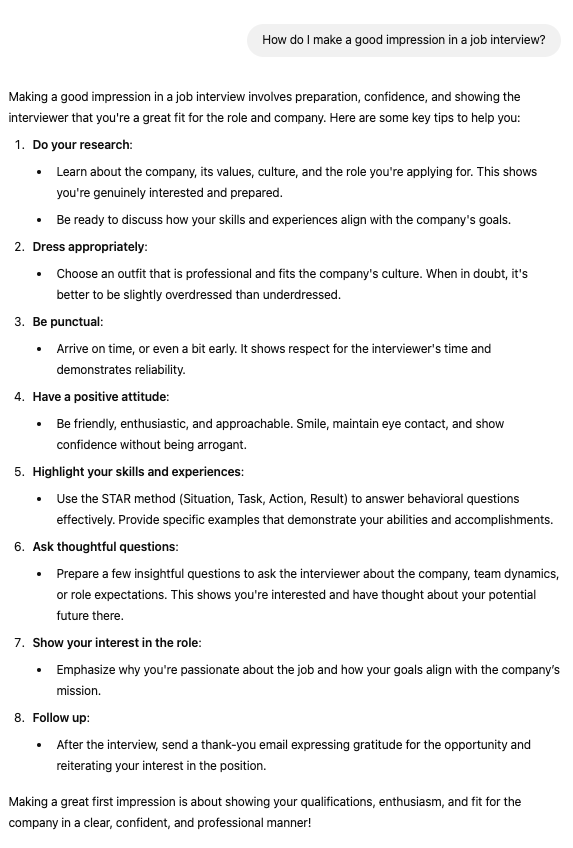 How do I make a good impression in a job interview?
Making a good impression in a job interview involves preparation, confidence, and showing the
interviewer that you're a great fit for the role and company. Here are some key tips to help you:
1. Do your research:
• Learn about the company, its values, culture, and the role you're applying for. This shows
you're genuinely interested and prepared.
• Be ready to discuss how your skills and experiences align with the company's goals.
2. Dress appropriately:
• Choose an outfit that is professional and fits the company's culture. When in doubt, it's
better to be slightly overdressed than underdressed.
3. Be punctual:
• Arrive on time, or even a bit early. It shows respect for the interviewer's time and
demonstrates reliability.
4. Have a positive attitude:
• Be friendly, enthusiastic, and approachable. Smile, maintain eye contact, and show
confidence without being arrogant.
5. Highlight your skills and experiences:
• Use the STAR method (Situation, Task, Action, Result) to answer behavioral questions
effectively. Provide specific examples that demonstrate your abilities and accomplishments.
6. Ask thoughtful questions:
• Prepare a few insightful questions to ask the interviewer about the company, team dynamics,
or role expectations. This shows you're interested and have thought about your potential
future there.
7. Show your interest in the role:
• Emphasize why you're passionate about the job and how your goals align with the company’s
mission.
8. Follow up:
• After the interview, send a thank-you email expressing gratitude for the opportunity and
reiterating your interest in the position.
Making a great first impression is about showing your qualifications, enthusiasm, and fit for the
company in a clear, confident, and professional manner!